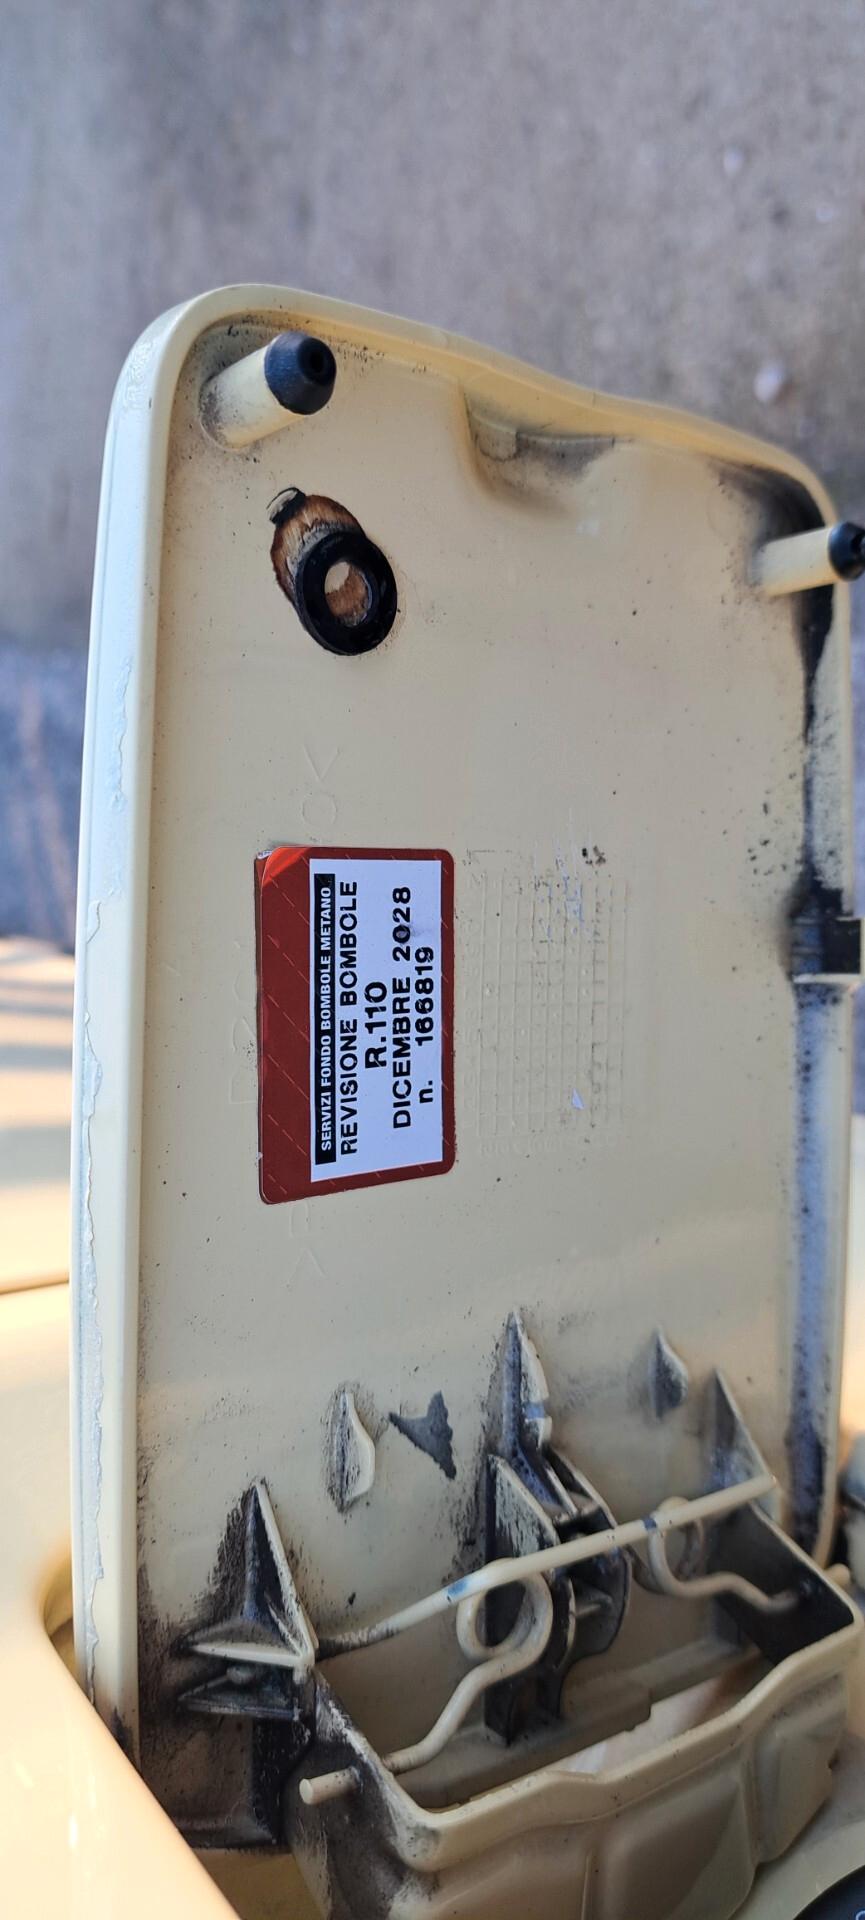 SERVIZI FONDO BOMBOLE METANO
REVISIONE BOMBOLE
R.110
DICEMBRE 2028
n. 166819